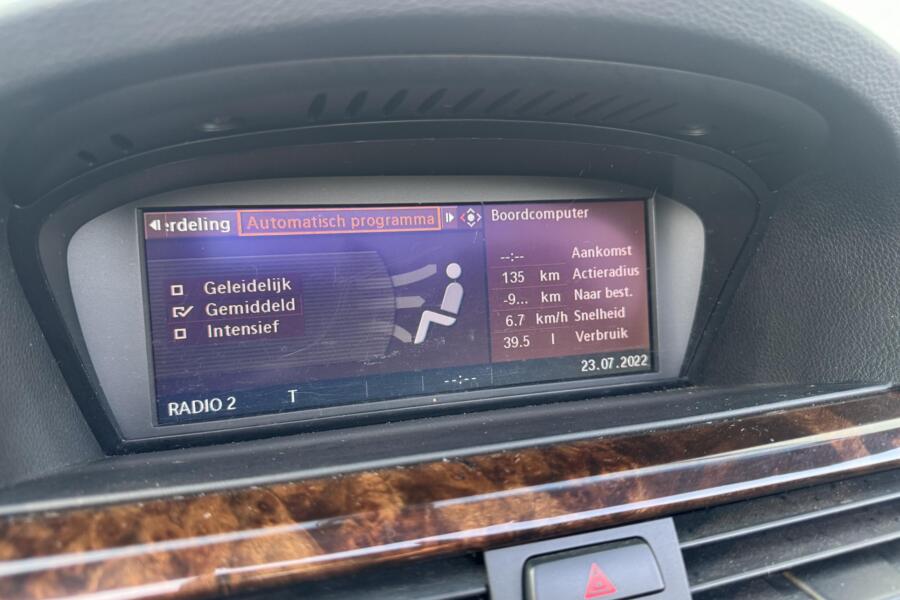 erdeling Automatisch programma
Geleidelijk
Gemiddeld
Intensief
Boordcomputer
--:-- Aankomst
135 km Actieradius
-9... km Naar best.
6.7 km/h Snelheid
39.5 l Verbruik
--:-- 23.07.2022
RADIO 2 T